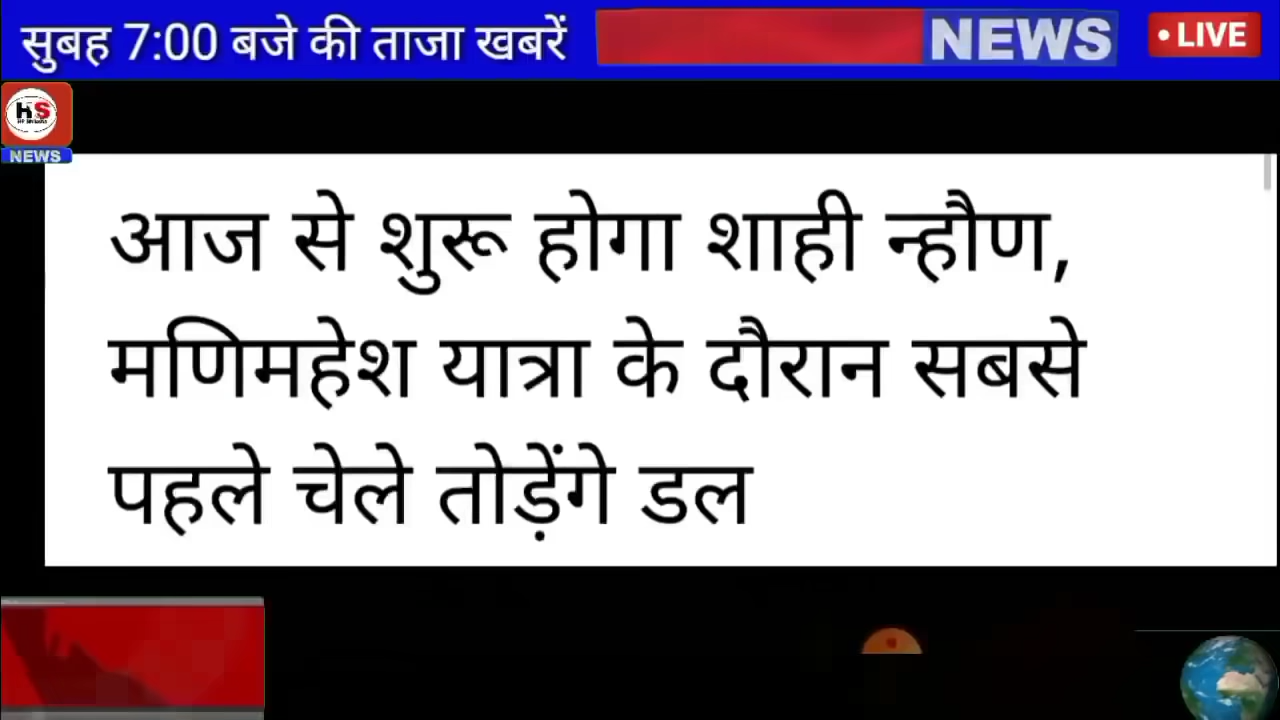 सुबह 7:00 बजे की ताजा खबरें
NEWS
• LIVE
HS
NEWS
आज से शुरू होगा शाही न्हौण,
मणिमहेश यात्रा के दौरान सबसे
पहले चेले तोड़ेंगे डल